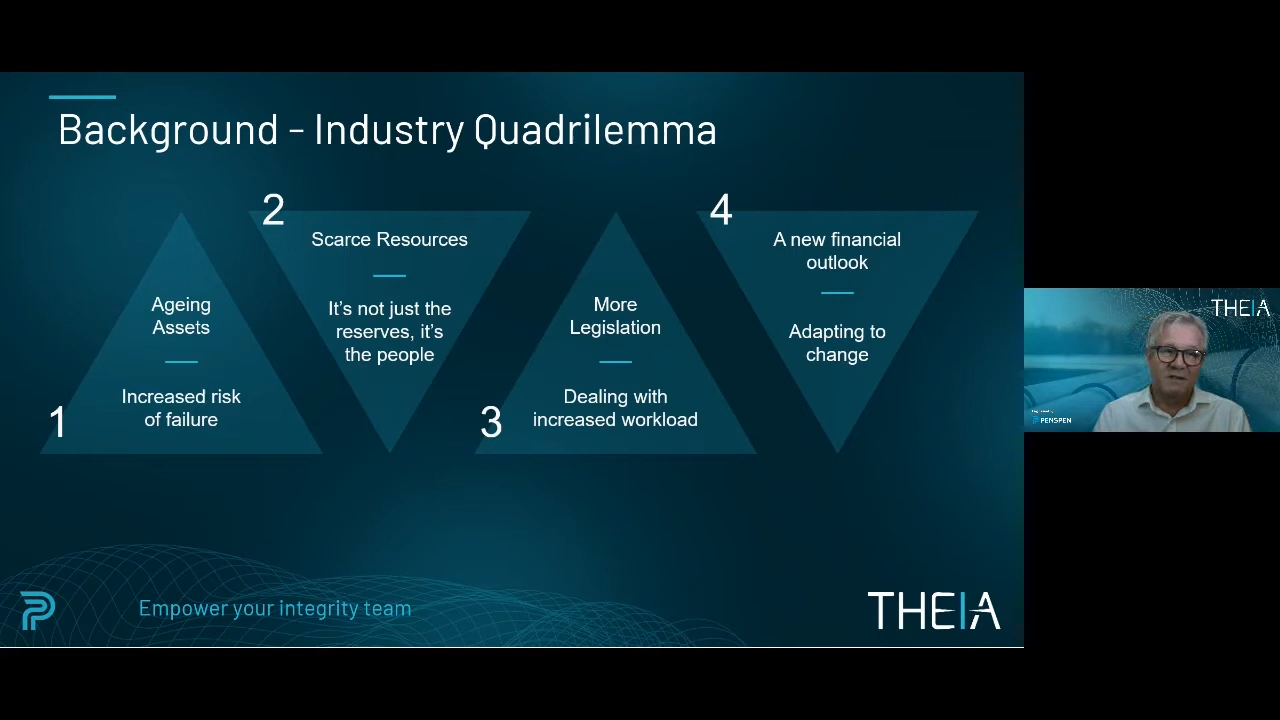 Background - Industry Quadrilemma
1
Ageing
Assets
Increased risk
of failure
2
Scarce Resources
It's not just the
reserves, it's
the people
3
More
Legislation
Dealing with
increased workload
4
A new financial
outlook
Adapting to
change
Empower your integrity team
THEIA
THEIA
PENSPEN